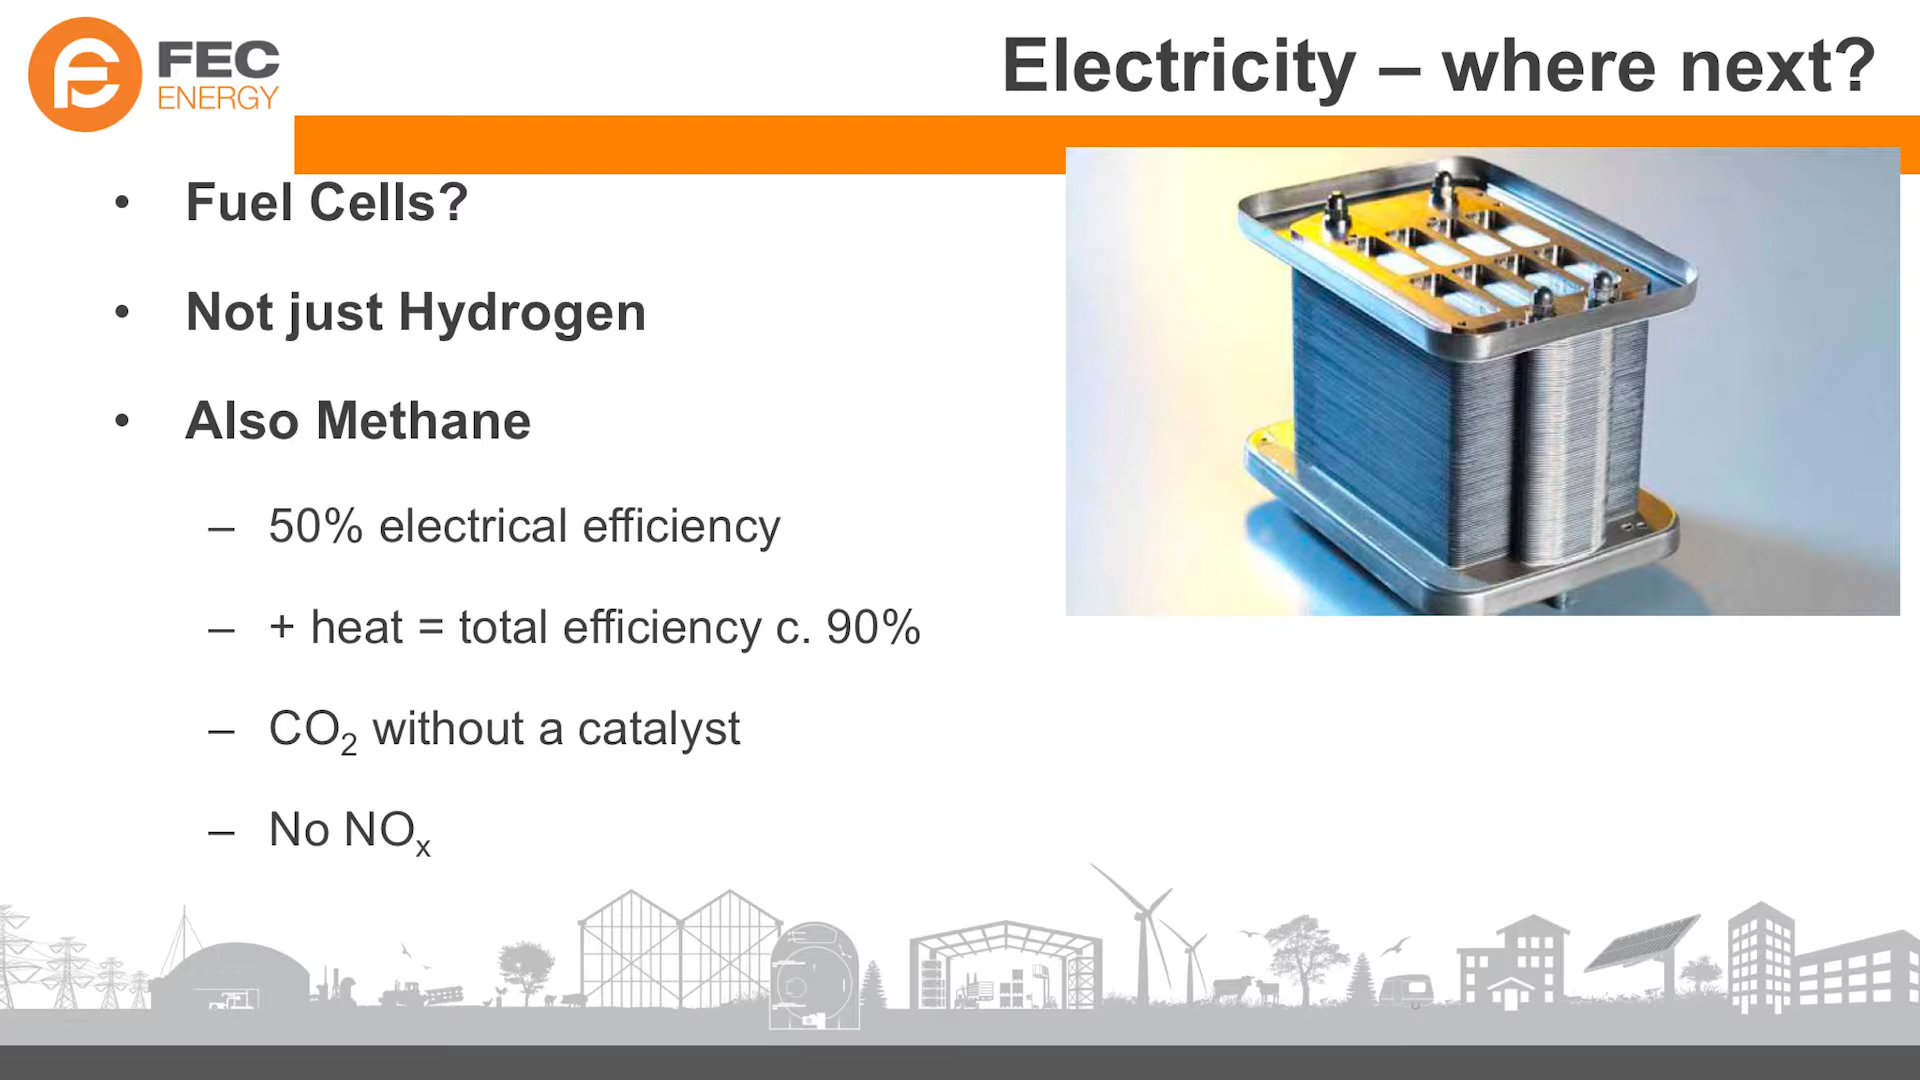 FEC
ENERGY
Electricity – where next?
• Fuel Cells?
• Not just Hydrogen
• Also Methane
– 50% electrical efficiency
– + heat = total efficiency c. 90%
– CO₂ without a catalyst
– No NOₓ